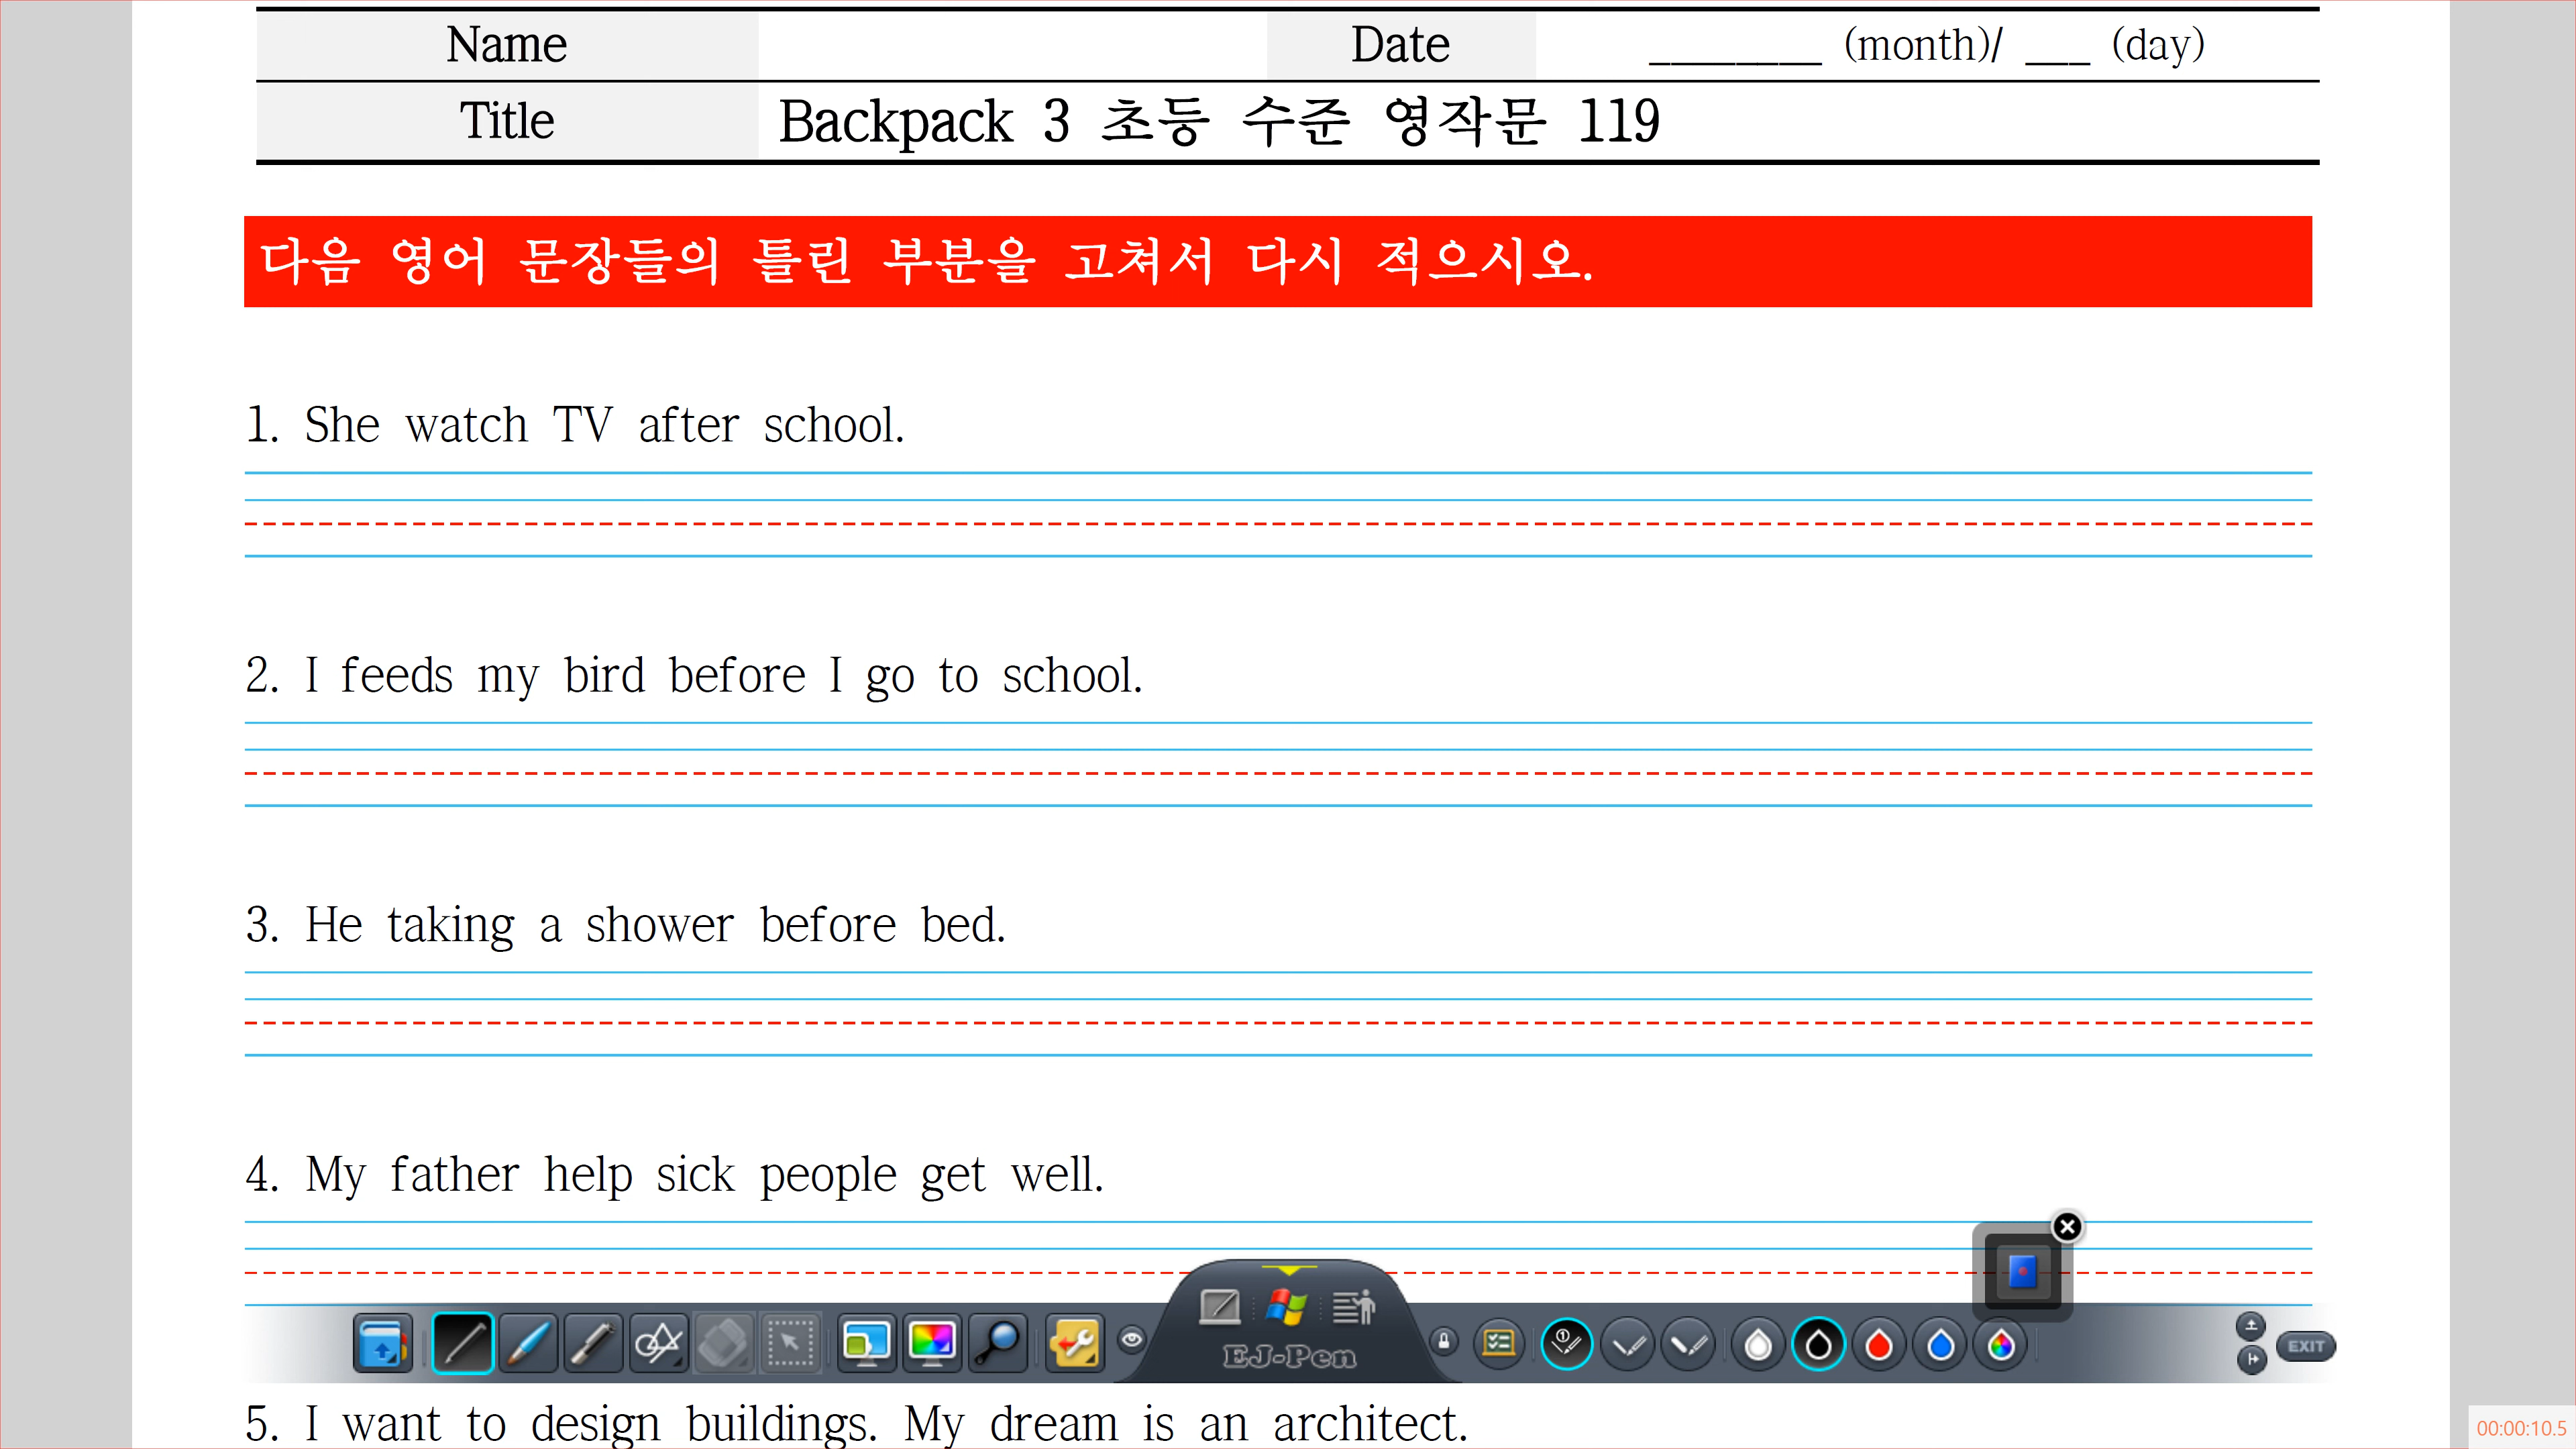 Name Date ________ (month)/ ___ (day)
Title Backpack 3 초등 수준 영작문 119
다음 영어 문장들의 틀린 부분을 고쳐서 다시 적으시오.
1. She watch TV after school.
2. I feeds my bird before I go to school.
3. He taking a shower before bed.
4. My father help sick people get well.
EJ-Pen
EXIT
5. I want to design buildings. My dream is an architect.
00:00:10.5